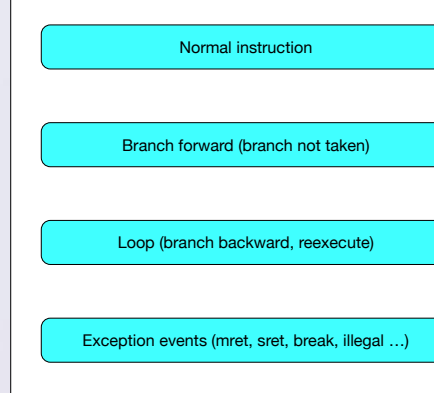 Normal instruction
Branch forward (branch not taken)
Loop (branch backward, reexecute)
Exception events (mret, sret, break, illegal …)